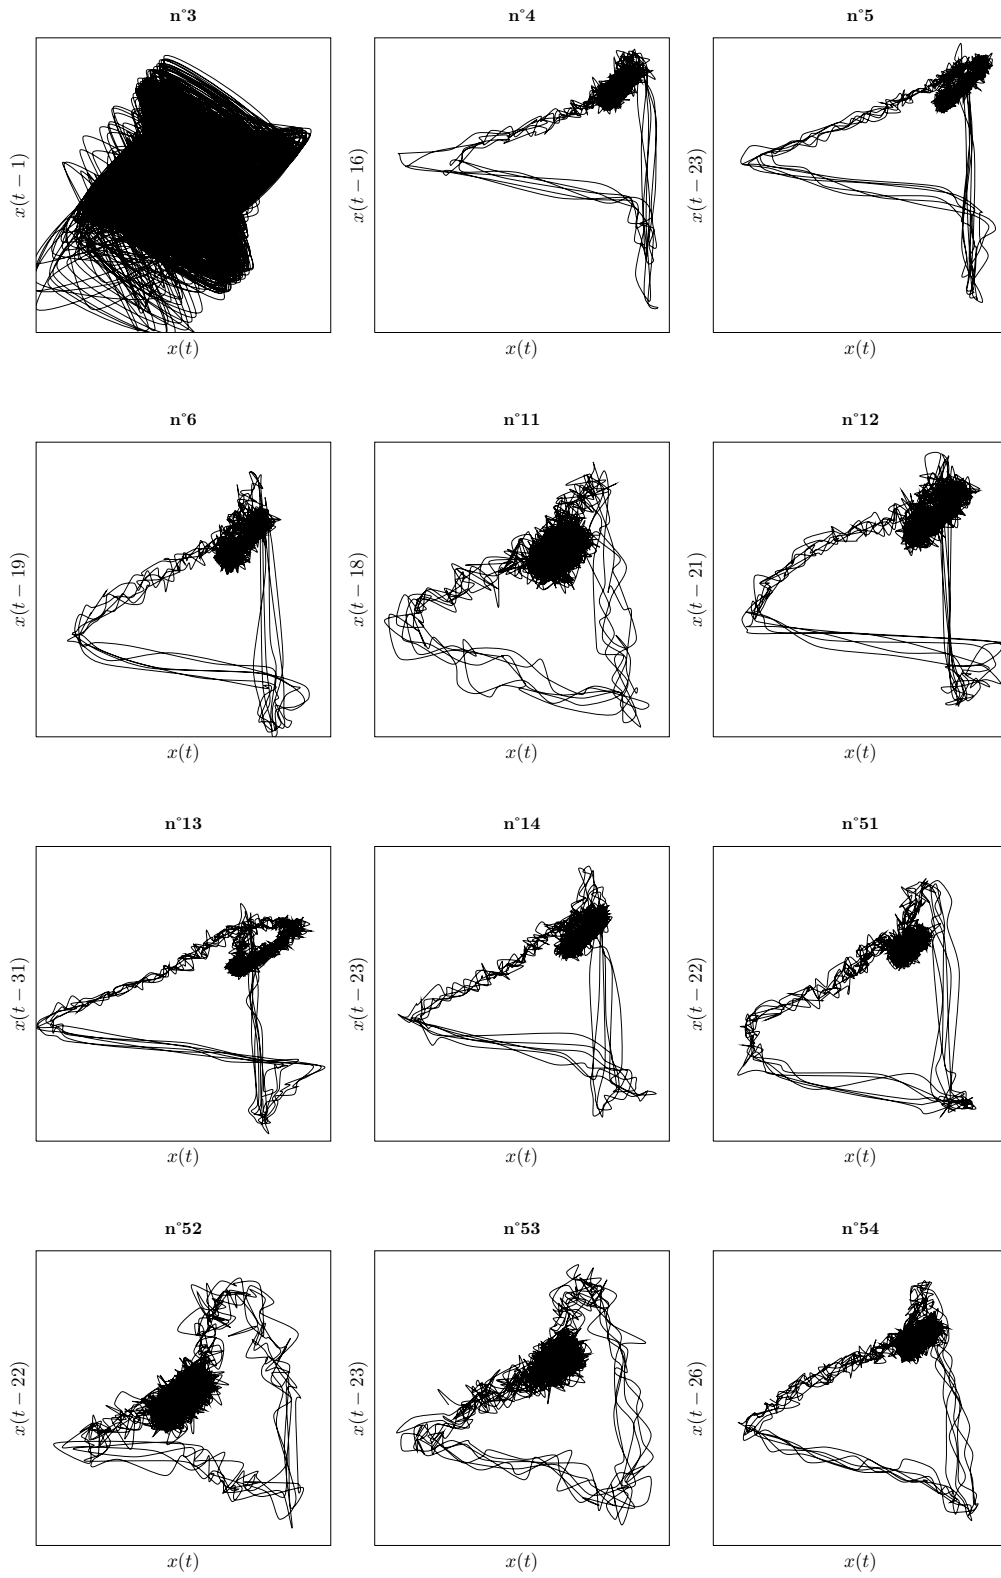 n°3 n°4 n°5
x(t − 1) x(t − 16) x(t − 23)
x(t) x(t) x(t)
n°6 n°11 n°12
x(t − 19) x(t − 18) x(t − 21)
x(t) x(t) x(t)
n°13 n°14 n°51
x(t − 31) x(t − 23) x(t − 22)
x(t) x(t) x(t)
n°52 n°53 n°54
x(t − 22) x(t − 23) x(t − 26)
x(t) x(t) x(t)